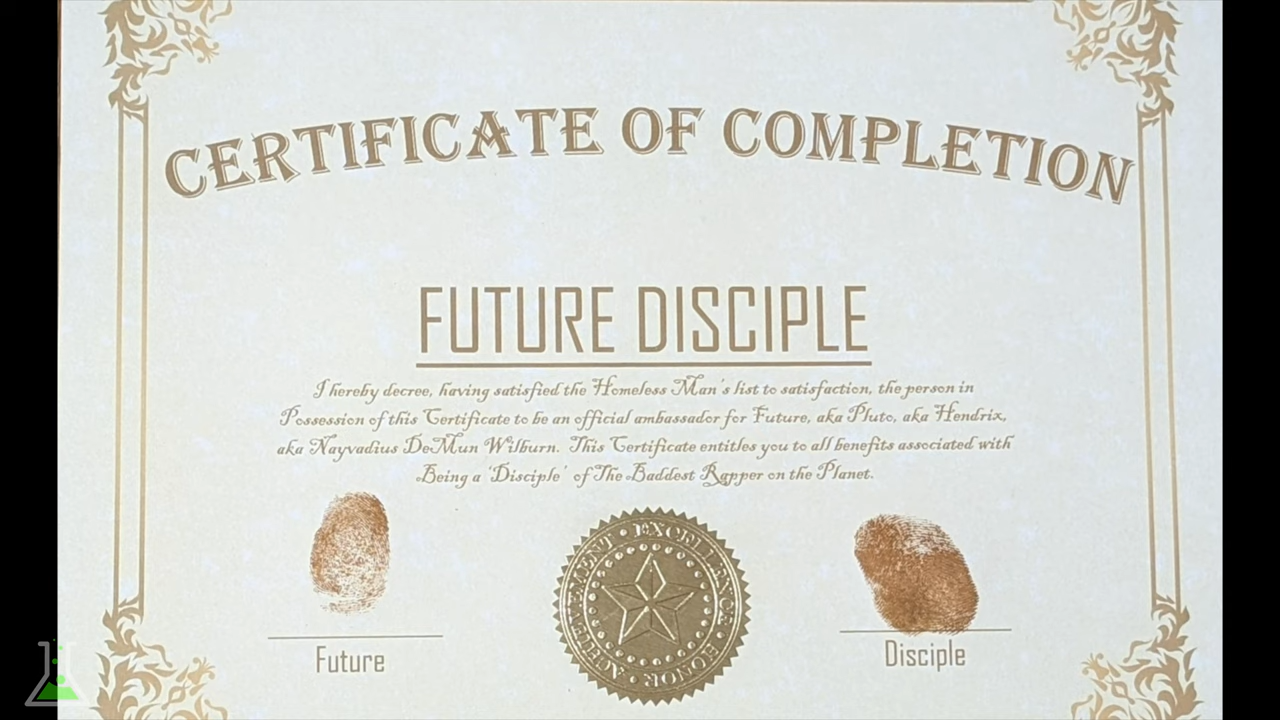 CERTIFICATE OF COMPLETION
FUTURE DISCIPLE
I hereby decree, having satisfied the Homeless Man's list to satisfaction, the person in
Possession of this Certificate to be an official ambassador for Future, aka Pluto, aka Hendrix,
aka Nayvadius DeMun Wilburn. This Certificate entitles you to all benefits associated with
Being a 'Disciple' of The Baddest Rapper on the Planet.
ACHIEVEMENT · EXCELLENCE · HONOR ·
Future
Disciple